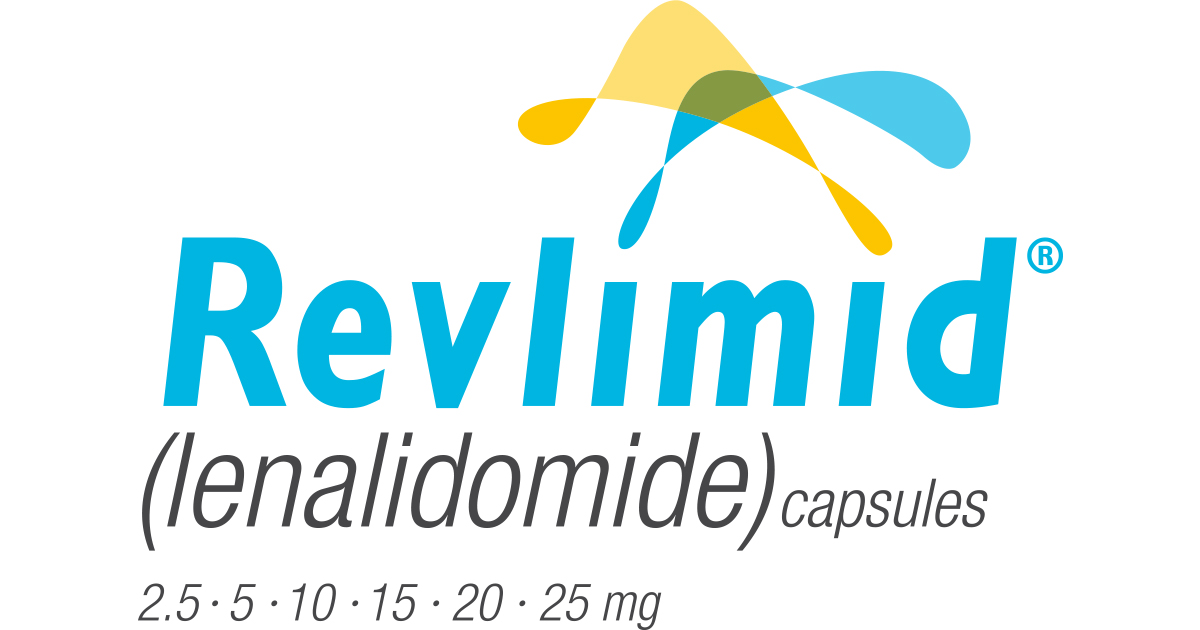 Revlimid®
(lenalidomide) capsules
2.5 · 5 · 10 · 15 · 20 · 25 mg